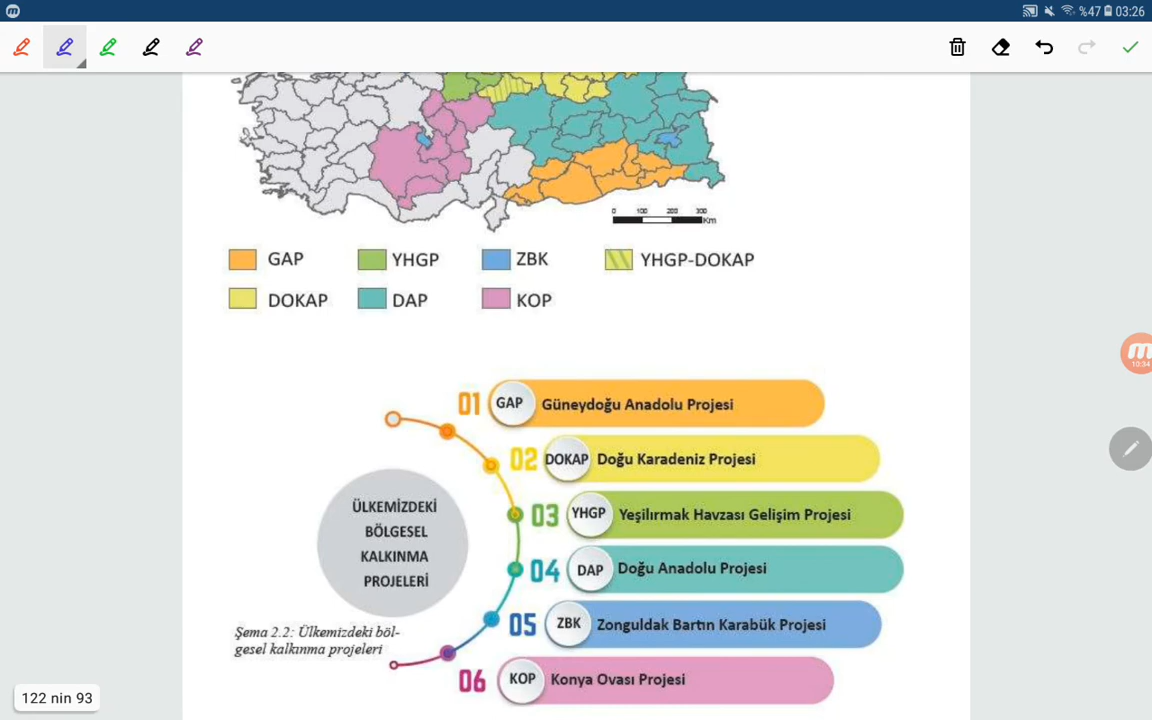 %47 03:26
0 100 200 300
Km
GAP YHGP ZBK YHGP-DOKAP
DOKAP DAP KOP
01 GAP Güneydoğu Anadolu Projesi
02 DOKAP Doğu Karadeniz Projesi
03 YHGP Yeşilırmak Havzası Gelişim Projesi
04 DAP Doğu Anadolu Projesi
05 ZBK Zonguldak Bartın Karabük Projesi
06 KOP Konya Ovası Projesi
ÜLKEMİZDEKİ
BÖLGESEL
KALKINMA
PROJELERİ
Şema 2.2: Ülkemizdeki böl-
gesel kalkınma projeleri
122 nin 93
10:34